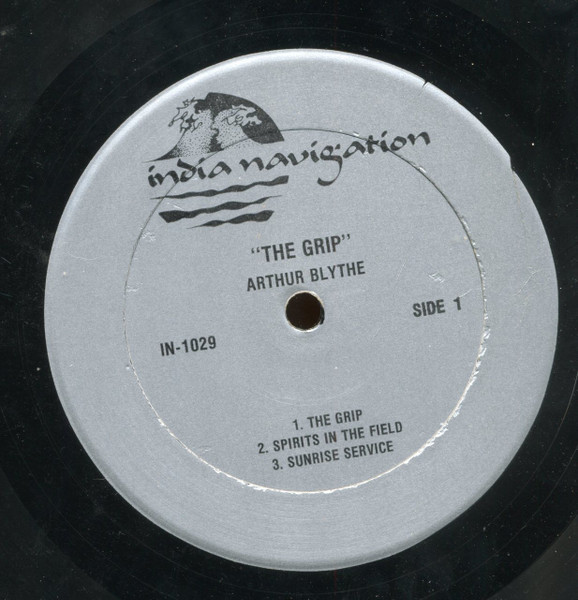 india navigation
"THE GRIP"
ARTHUR BLYTHE
SIDE 1
IN-1029
1. THE GRIP
2. SPIRITS IN THE FIELD
3. SUNRISE SERVICE